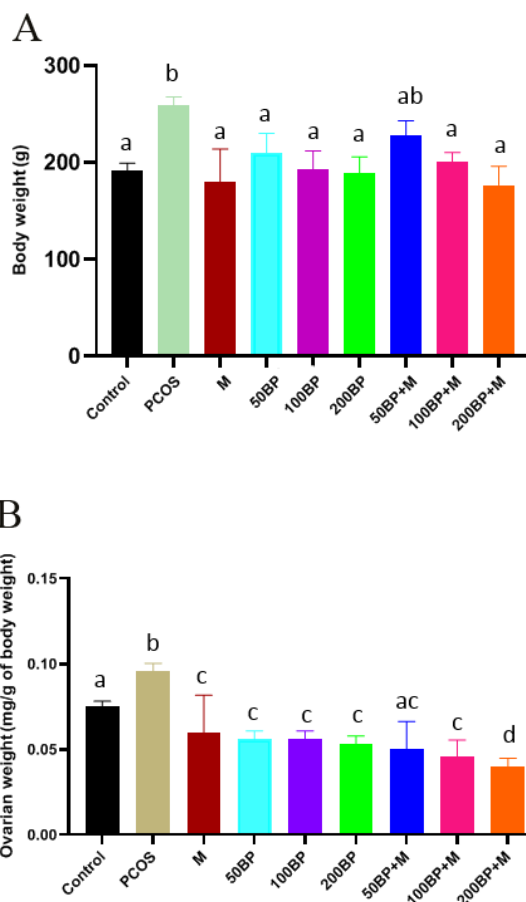 A
Body weight (g)
300
200
100
0
a
b
a
a
a
a
ab
a
a
Control
PCOS
M
50BP
100BP
200BP
50BP+M
100BP+M
200BP+M
B
Ovarian weight (mg/g of body weight)
0.15
0.10
0.05
0.00
a
b
c
c
c
c
ac
c
d
Control
PCOS
M
50BP
100BP
200BP
50BP+M
100BP+M
200BP+M